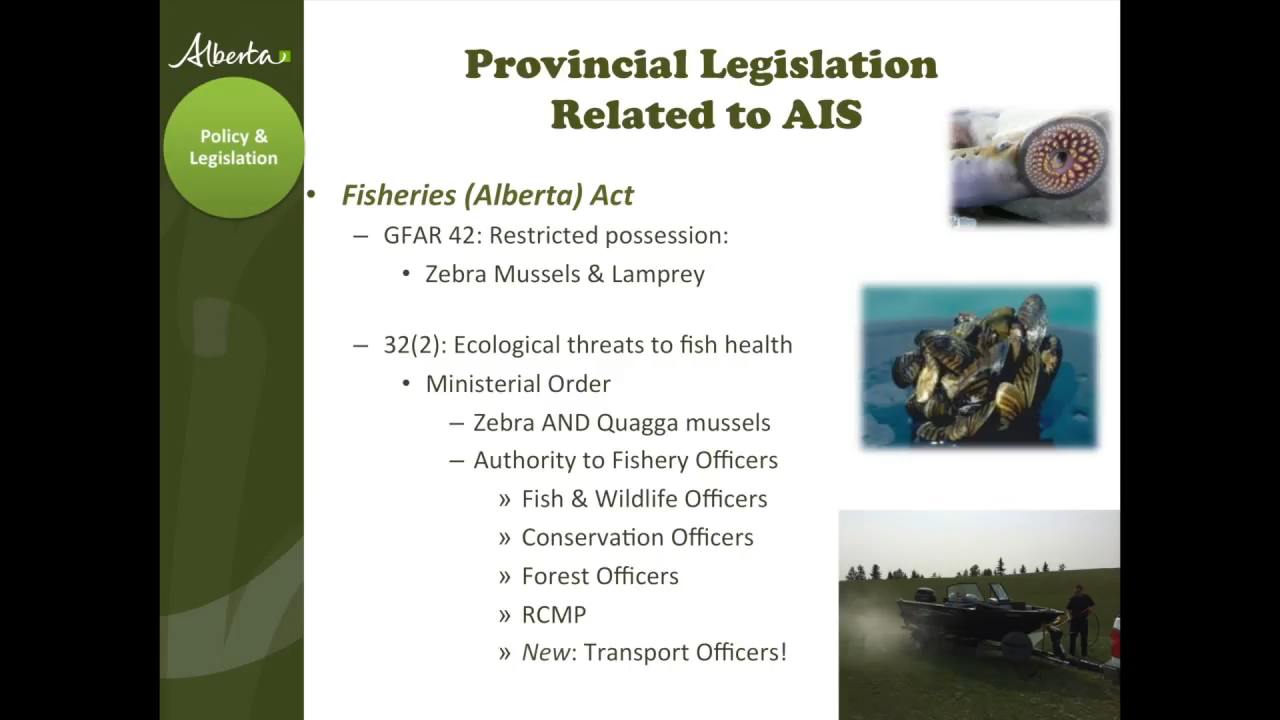 Alberta
Policy &
Legislation
Provincial Legislation
Related to AIS
• Fisheries (Alberta) Act
– GFAR 42: Restricted possession:
• Zebra Mussels & Lamprey
– 32(2): Ecological threats to fish health
• Ministerial Order
– Zebra AND Quagga mussels
– Authority to Fishery Officers
» Fish & Wildlife Officers
» Conservation Officers
» Forest Officers
» RCMP
» New: Transport Officers!